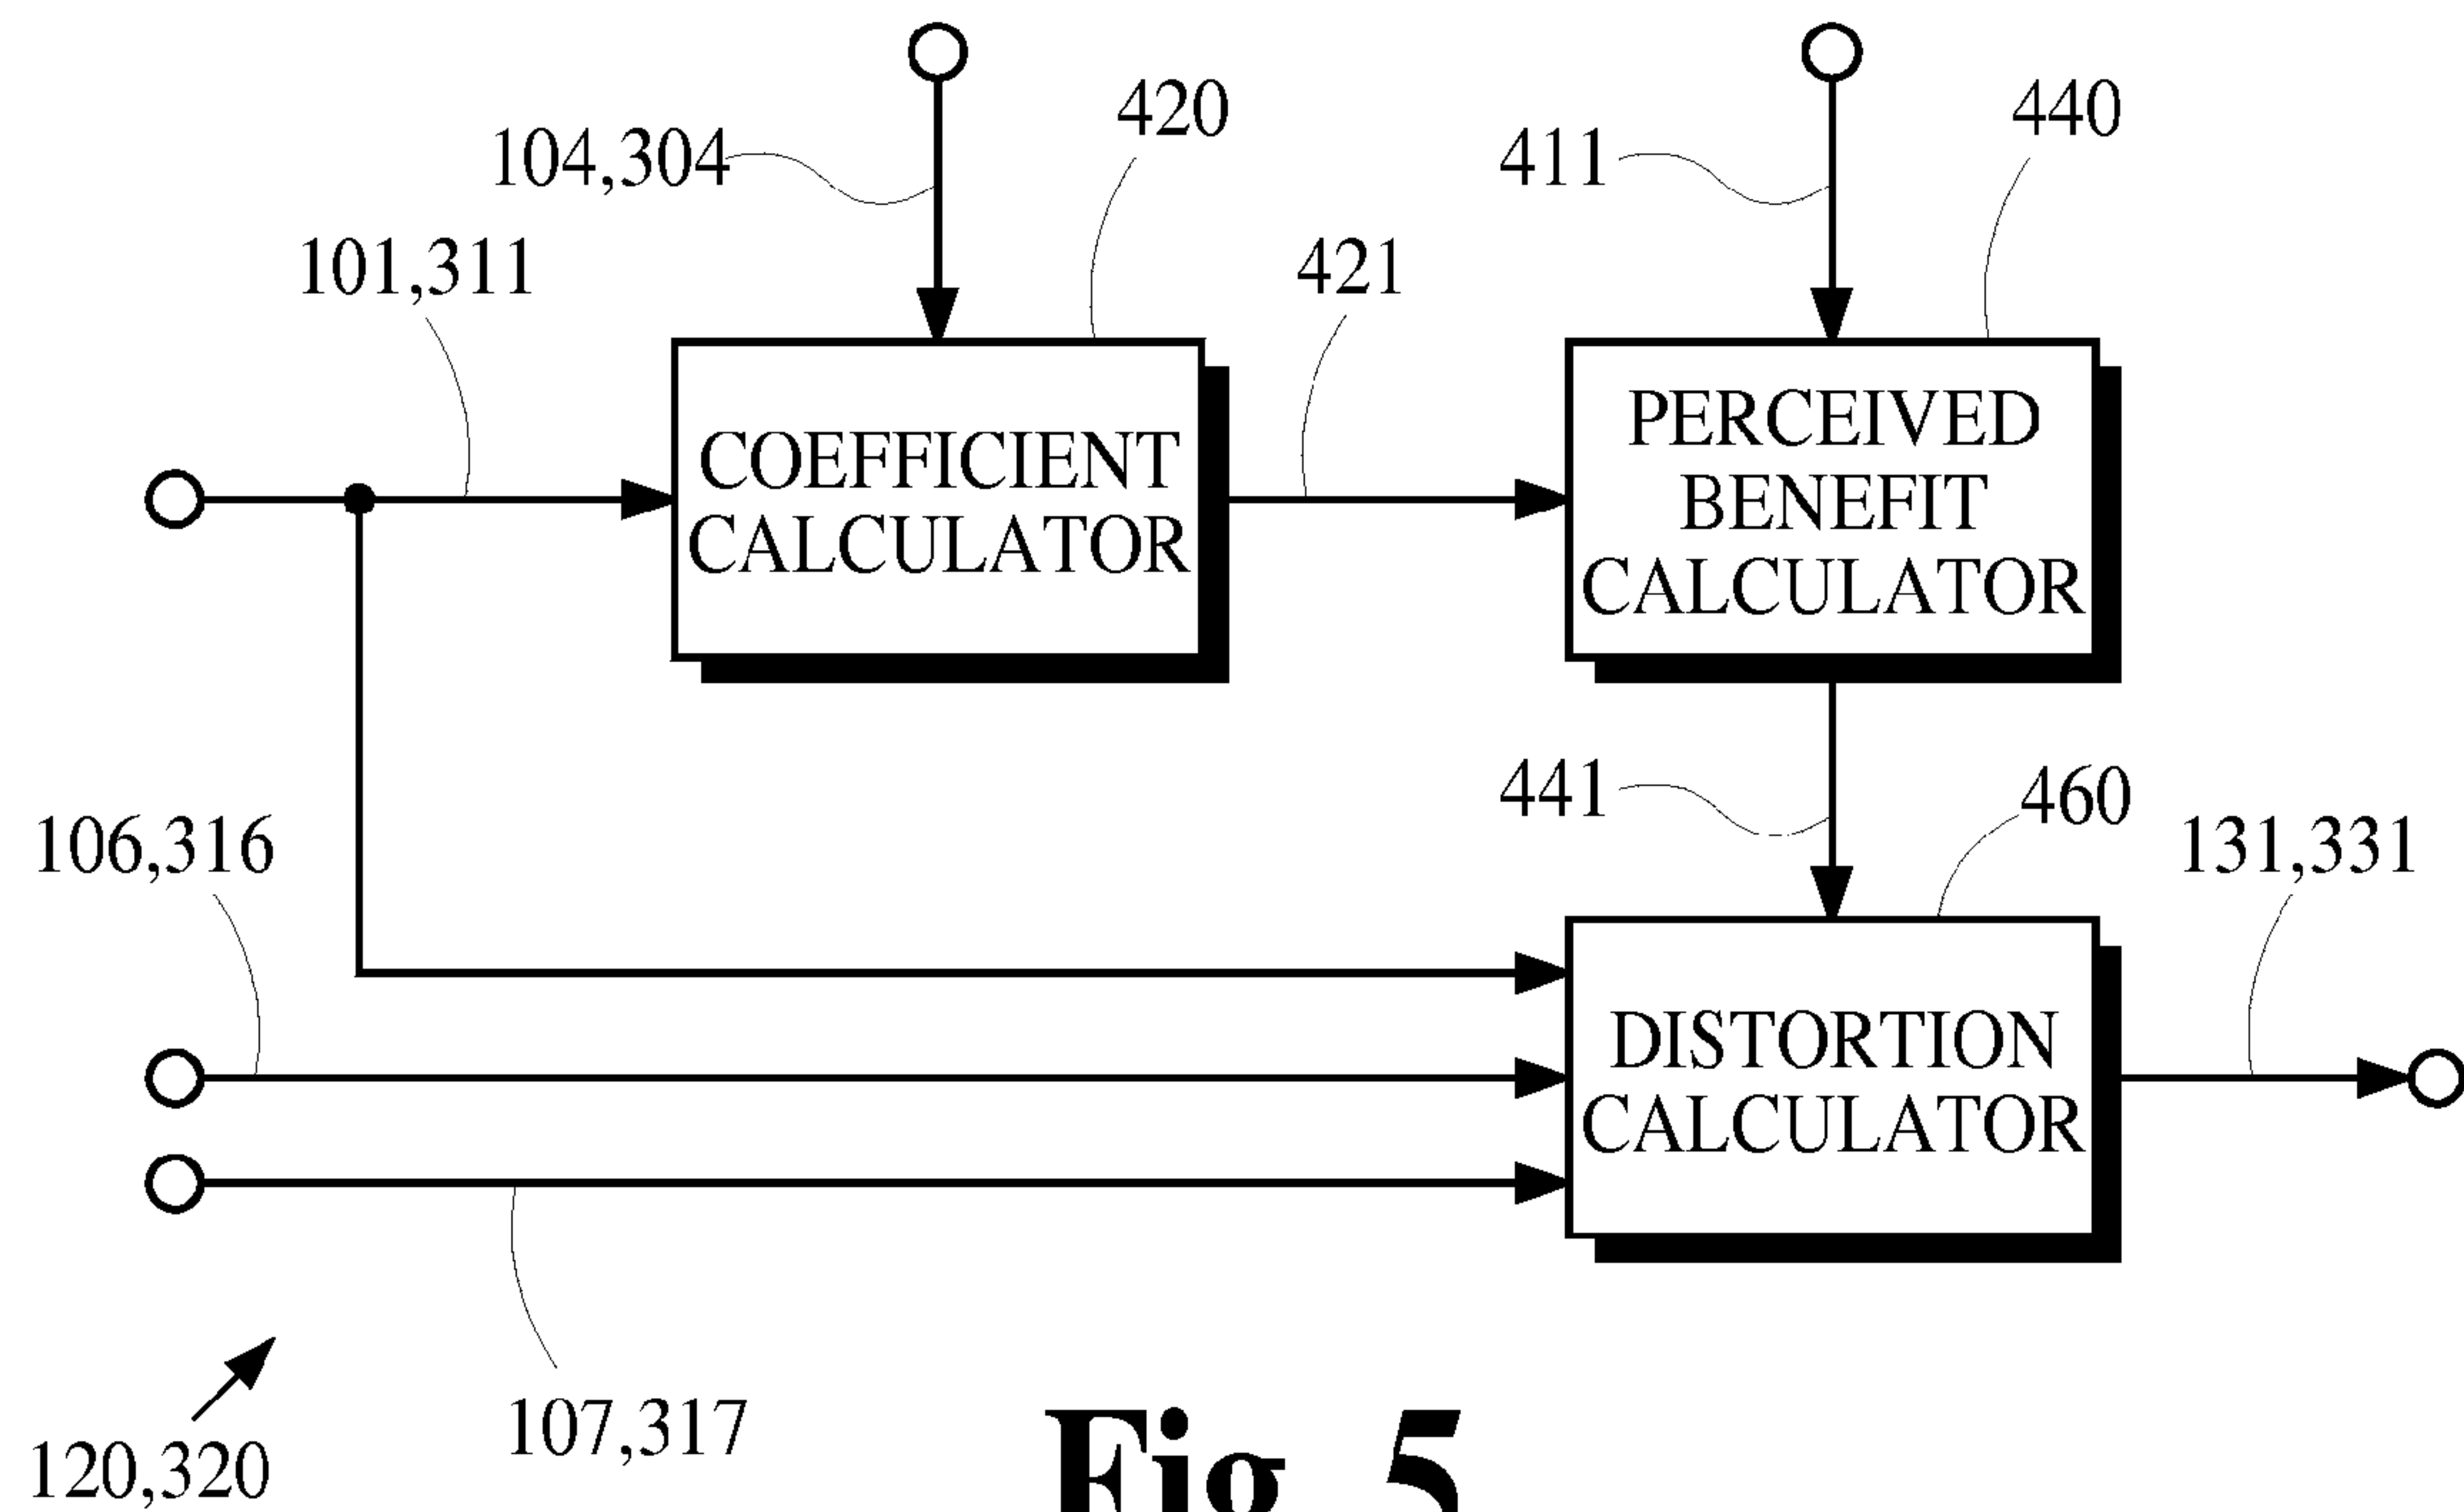 420
440
104,304
411
101,311
421
COEFFICIENT
CALCULATOR
PERCEIVED
BENEFIT
CALCULATOR
441
460
106,316
131,331
DISTORTION
CALCULATOR
107,317
120,320
Fig. 5